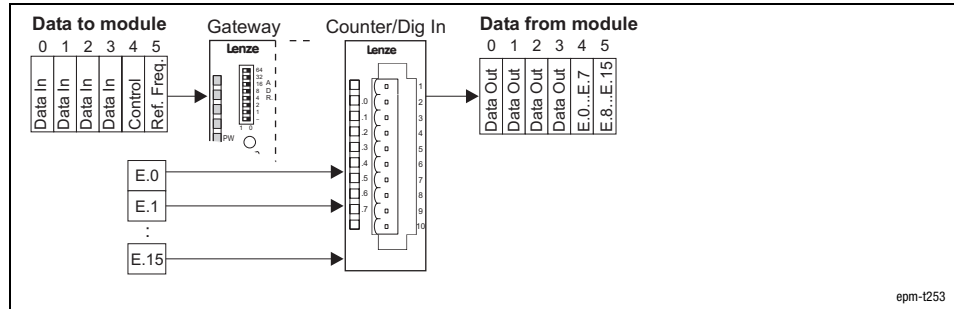 Data to module
0 1 2 3 4 5
Data In
Data In
Data In
Data In
Control
Ref. Freq.
Gateway
Lenze
64
32
16
8
4
2
1
–
A
D
R.
1 0
PW
Counter/Dig In
Lenze
.0
.1
.2
.3
.4
.5
.6
.7
1
2
3
4
5
6
7
8
9
10
Data from module
0 1 2 3 4 5
Data Out
Data Out
Data Out
Data Out
E.0...E.7
E.8...E.15
E.0
E.1
:
E.15
epm-t253